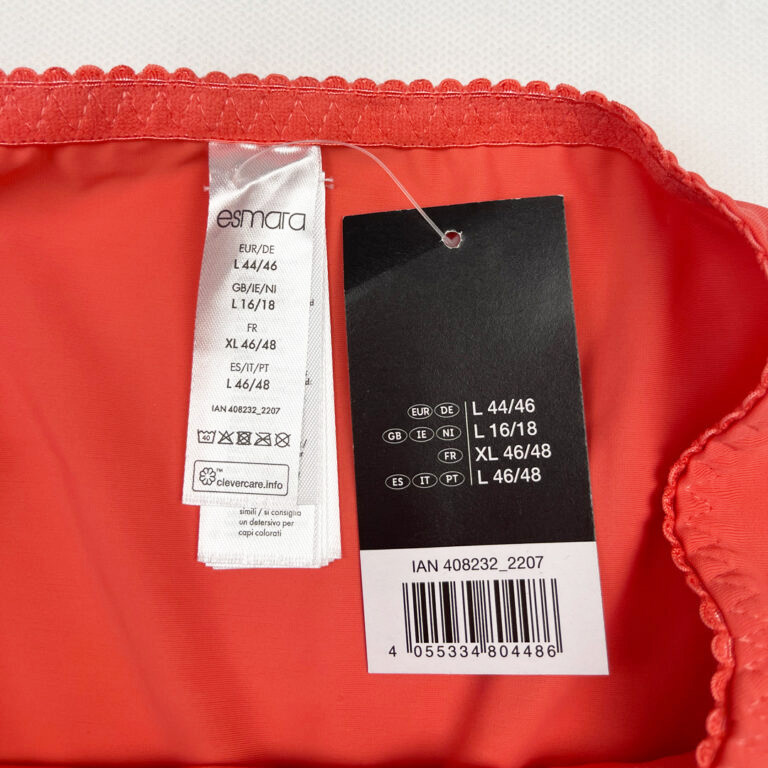 esmara
EUR/DE
L 44/46
GB/IE/NI
L 16/18
FR
XL 46/48
ES/IT/PT
L 46/48
IAN 408232_2207
40
™
clevercare.info
simili / si consiglia
un detersivo per
capi colorati
EUR DE L 44/46
GB IE NI L 16/18
FR XL 46/48
ES IT PT L 46/48
IAN 408232_2207
4 055334 804486